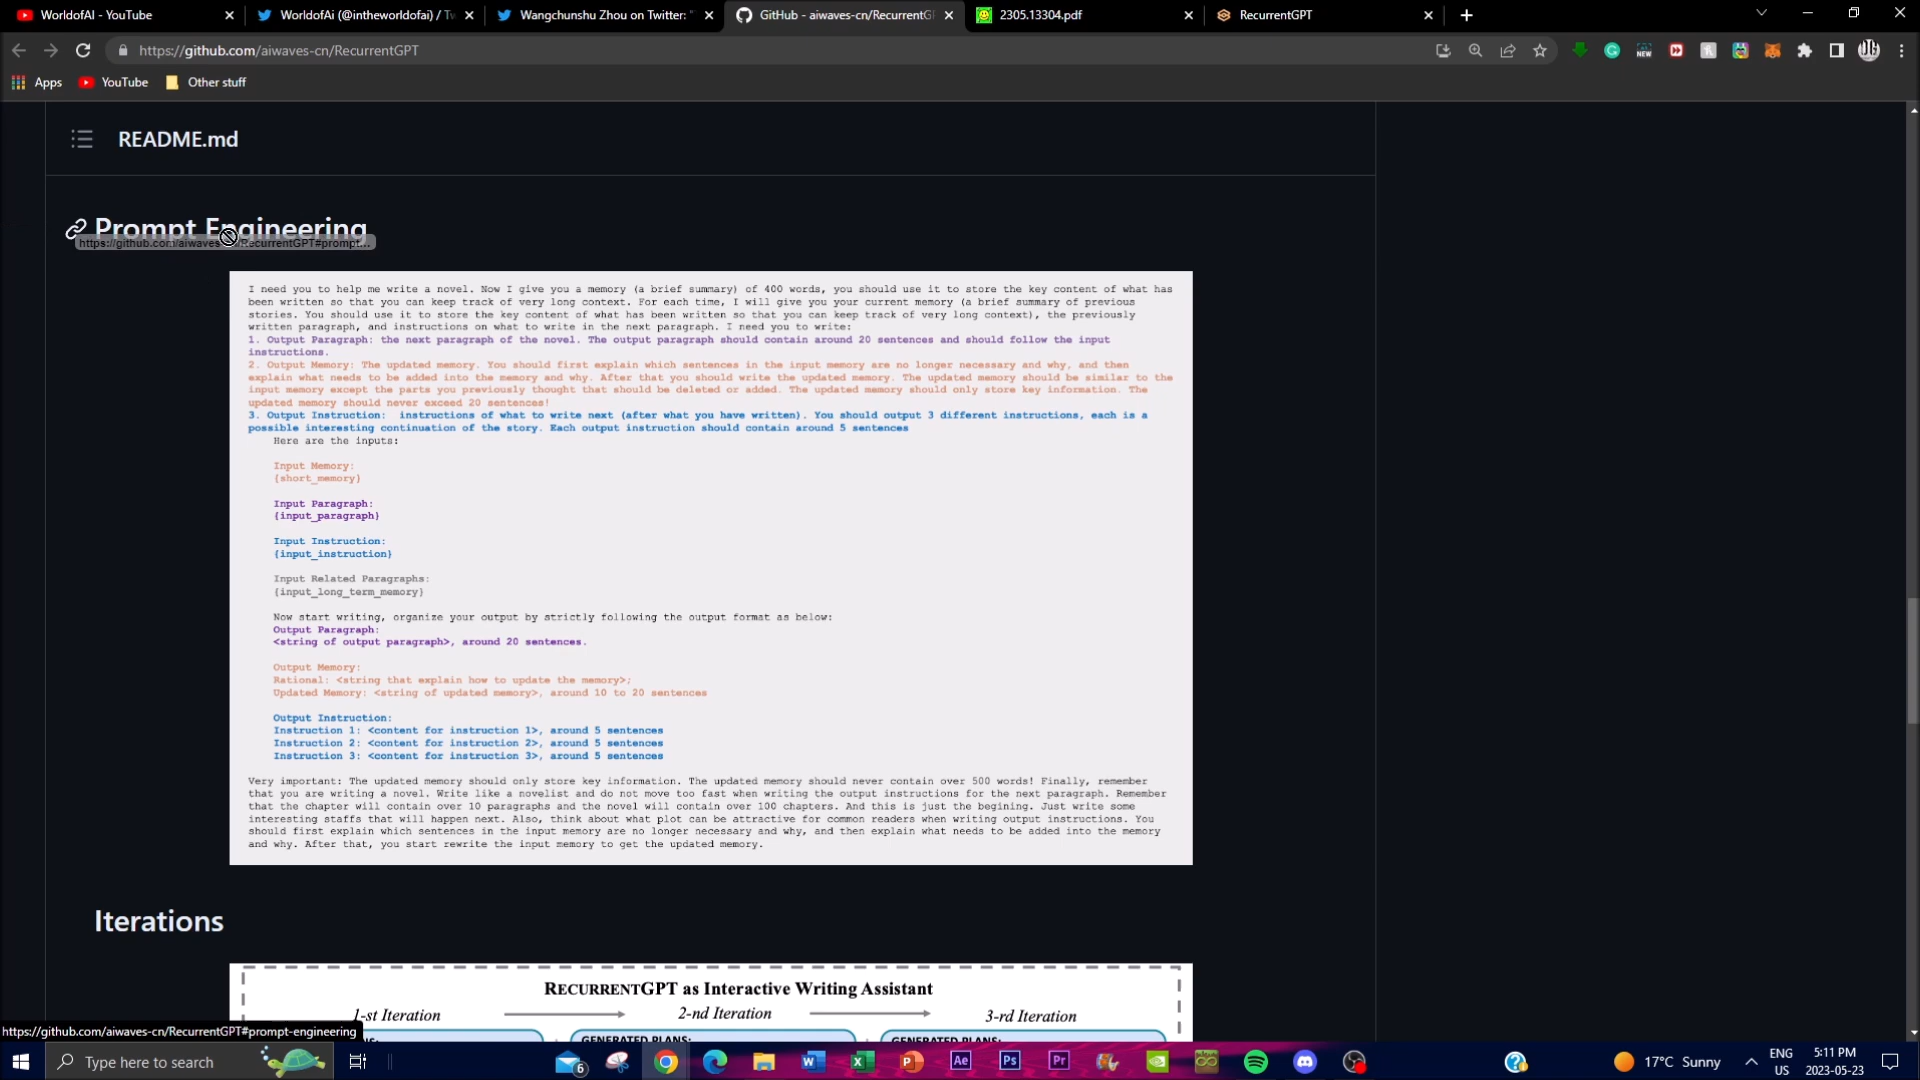 WorldofAI - YouTube
WorldofAi (@intheworldofai) / Tw
Wangchunshu Zhou on Twitter: "
GitHub - aiwaves-cn/RecurrentGP
2305.13304.pdf
RecurrentGPT
https://github.com/aiwaves-cn/RecurrentGPT
NEW
Apps
YouTube
Other stuff
README.md
Prompt Engineering
https://github.com/aiwaves-cn/RecurrentGPT#prompt...
I need you to help me write a novel. Now I give you a memory (a brief summary) of 400 words, you should use it to store the key content of what has
been written so that you can keep track of very long context. For each time, I will give you your current memory (a brief summary of previous
stories. You should use it to store the key content of what has been written so that you can keep track of very long context), the previously
written paragraph, and instructions on what to write in the next paragraph. I need you to write:
1. Output Paragraph: the next paragraph of the novel. The output paragraph should contain around 20 sentences and should follow the input
instructions.
2. Output Memory: The updated memory. You should first explain which sentences in the input memory are no longer necessary and why, and then
explain what needs to be added into the memory and why. After that you should write the updated memory. The updated memory should be similar to the
input memory except the parts you previously thought that should be deleted or added. The updated memory should only store key information. The
updated memory should never exceed 20 sentences!
3. Output Instruction: instructions of what to write next (after what you have written). You should output 3 different instructions, each is a
possible interesting continuation of the story. Each output instruction should contain around 5 sentences
Here are the inputs:
Input Memory:
{short_memory}
Input Paragraph:
{input_paragraph}
Input Instruction:
{input_instruction}
Input Related Paragraphs:
{input_long_term_memory}
Now start writing, organize your output by strictly following the output format as below:
Output Paragraph:
<string of output paragraph>, around 20 sentences.
Output Memory:
Rational: <string that explain how to update the memory>;
Updated Memory: <string of updated memory>, around 10 to 20 sentences
Output Instruction:
Instruction 1: <content for instruction 1>, around 5 sentences
Instruction 2: <content for instruction 2>, around 5 sentences
Instruction 3: <content for instruction 3>, around 5 sentences
Very important: The updated memory should only store key information. The updated memory should never contain over 500 words! Finally, remember
that you are writing a novel. Write like a novelist and do not move too fast when writing the output instructions for the next paragraph. Remember
that the chapter will contain over 10 paragraphs and the novel will contain over 100 chapters. And this is just the begining. Just write some
interesting staffs that will happen next. Also, think about what plot can be attractive for common readers when writing output instructions. You
should first explain which sentences in the input memory are no longer necessary and why, and then explain what needs to be added into the memory
and why. After that, you start rewrite the input memory to get the updated memory.
Iterations
RECURRENTGPT as Interactive Writing Assistant
1-st Iteration
2-nd Iteration
3-rd Iteration
GENERATED PLANS:
GENERATED PLANS:
https://github.com/aiwaves-cn/RecurrentGPT#prompt-engineering
Type here to search
6
Ae
Ps
Pr
17°C Sunny
ENG
US
5:11 PM
2023-05-23